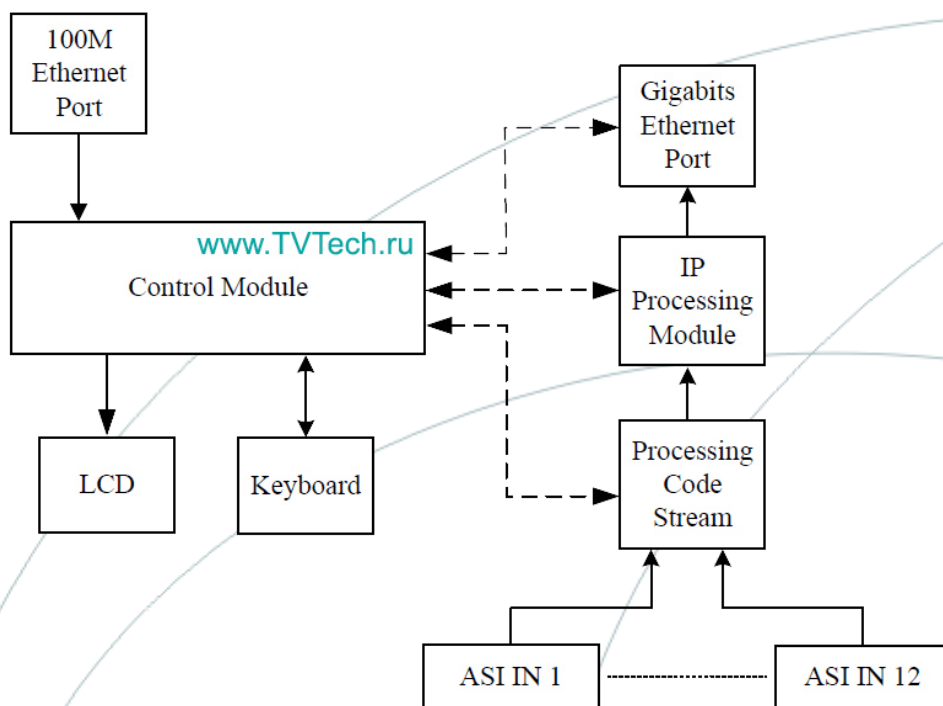 100M
Ethernet
Port
Gigabits
Ethernet
Port
www.TVTech.ru
Control Module
IP
Processing
Module
LCD
Keyboard
Processing
Code
Stream
ASI IN 1
ASI IN 12